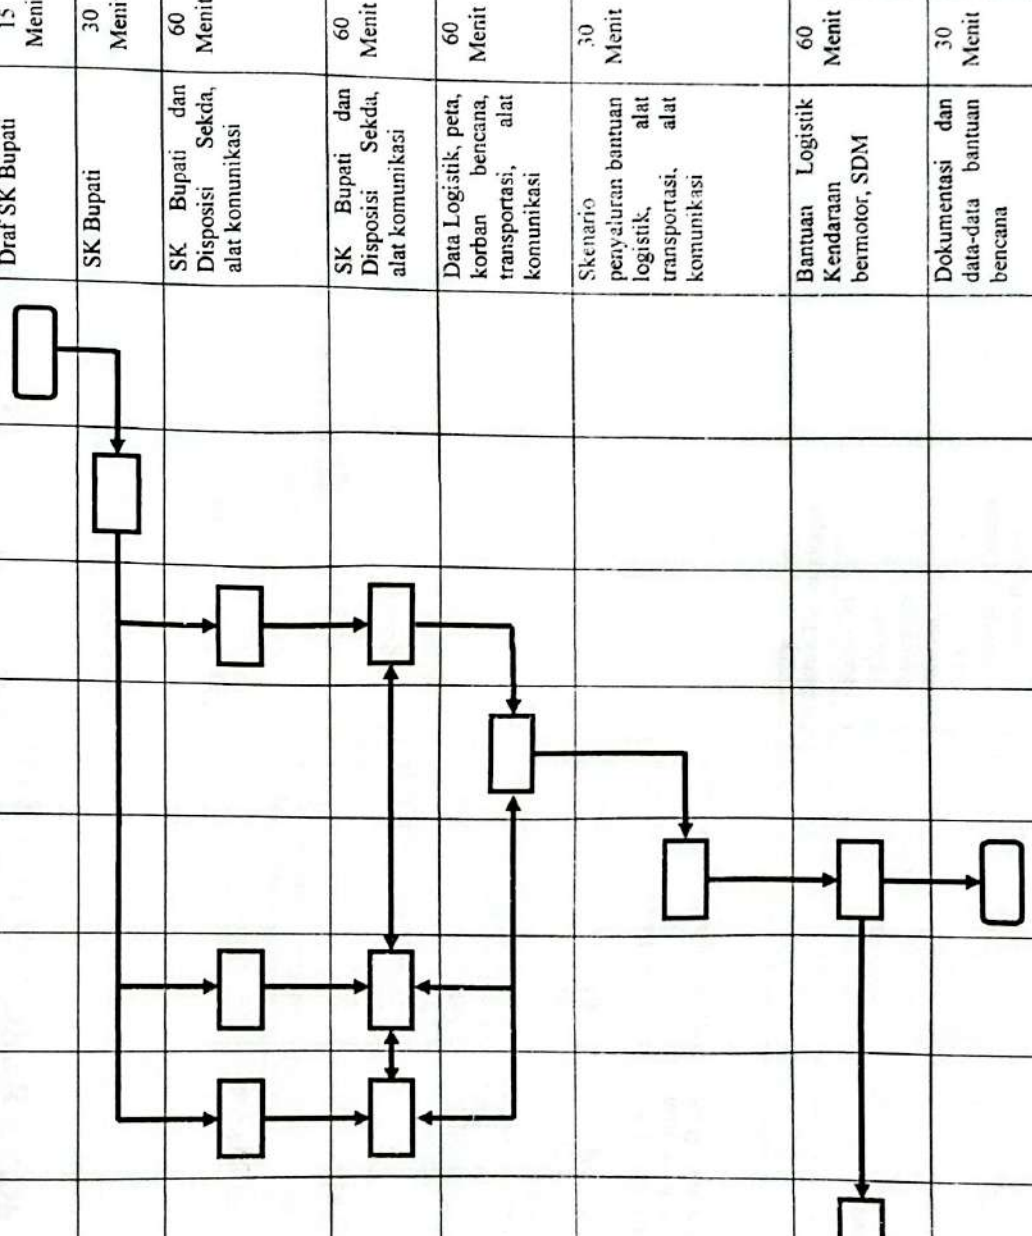 Draf SK Bupati
15
Menit
SK Bupati
30
Menit
SK Bupati dan
Disposisi Sekda,
alat komunikasi
60
Menit
SK Bupati dan
Disposisi Sekda,
alat komunikasi
60
Menit
Data Logistik, peta,
korban bencana,
transportasi, alat
komunikasi
60
Menit
Skenario
penyaluran bantuan
logistik, alat
transportasi, alat
komunikasi
30
Menit
Bantuan Logistik
Kendaraan
bermotor, SDM
60
Menit
Dokumentasi dan
data-data bantuan
bencana
30
Menit